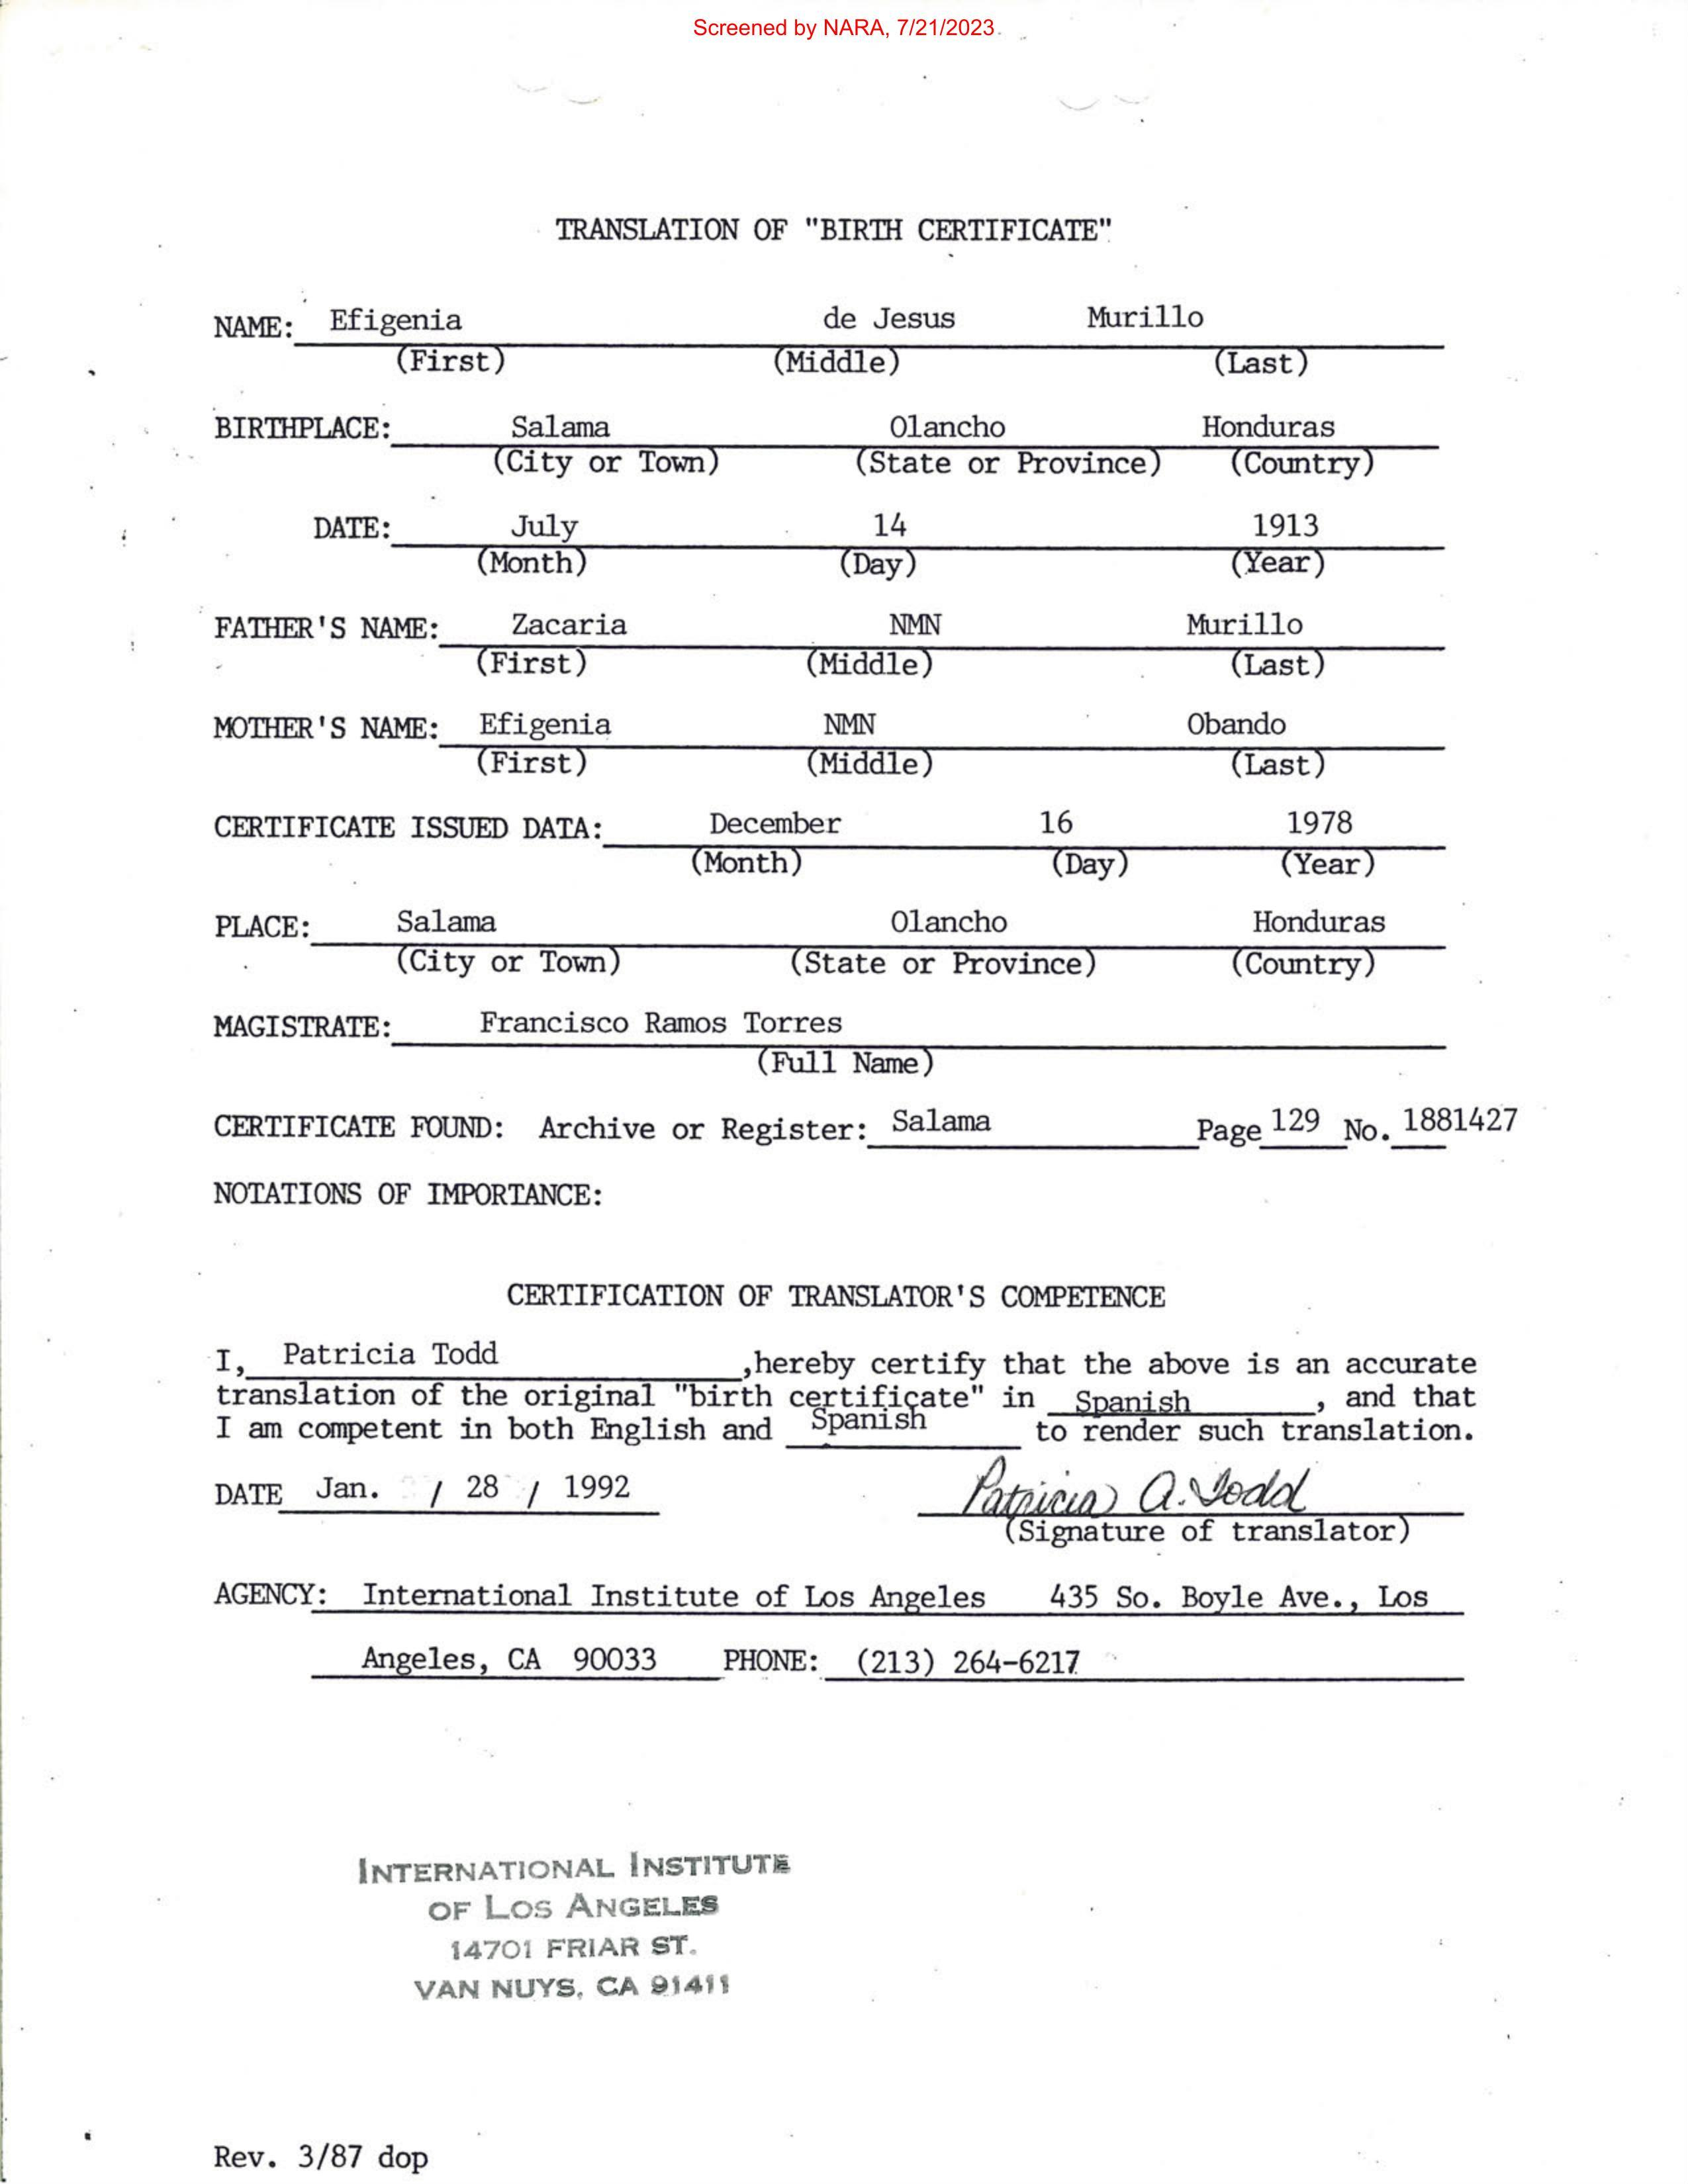 Screened by NARA, 7/21/2023
TRANSLATION OF "BIRTH CERTIFICATE"
NAME: Efigenia de Jesus Murillo
(First) (Middle) (Last)
BIRTHPLACE: Salama Olancho Honduras
(City or Town) (State or Province) (Country)
DATE: July 14 1913
(Month) (Day) (Year)
FATHER'S NAME: Zacaria NMN Murillo
(First) (Middle) (Last)
MOTHER'S NAME: Efigenia NMN Obando
(First) (Middle) (Last)
CERTIFICATE ISSUED DATA: December 16 1978
(Month) (Day) (Year)
PLACE: Salama Olancho Honduras
(City or Town) (State or Province) (Country)
MAGISTRATE: Francisco Ramos Torres
(Full Name)
CERTIFICATE FOUND: Archive or Register: Salama Page 129 No. 1881427
NOTATIONS OF IMPORTANCE:
CERTIFICATION OF TRANSLATOR'S COMPETENCE
I, Patricia Todd ,hereby certify that the above is an accurate
translation of the original "birth certificate" in Spanish , and that
I am competent in both English and Spanish to render such translation.
DATE Jan. / 28 / 1992 Patricia A. Todd
(Signature of translator)
AGENCY: International Institute of Los Angeles 435 So. Boyle Ave., Los
Angeles, CA 90033 PHONE: (213) 264-6217
INTERNATIONAL INSTITUTE
OF LOS ANGELES
14701 FRIAR ST.
VAN NUYS, CA 91411
Rev. 3/87 dop